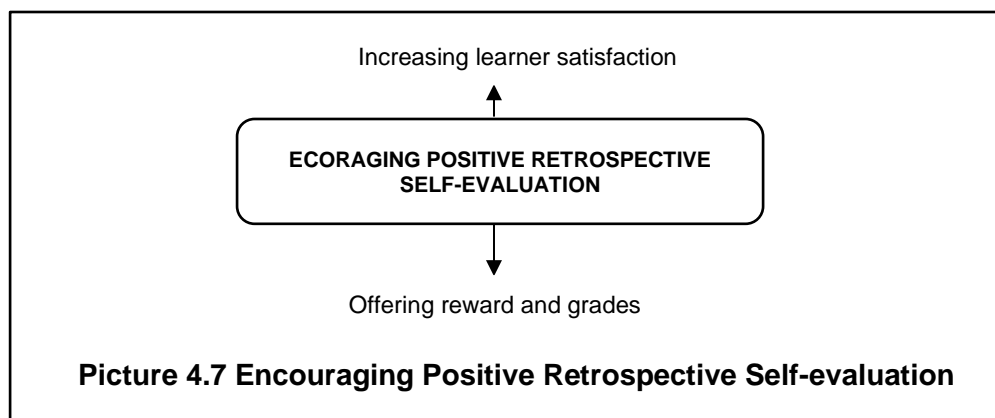 Increasing learner satisfaction
ECORAGING POSITIVE RETROSPECTIVE
SELF-EVALUATION
Offering reward and grades
Picture 4.7 Encouraging Positive Retrospective Self-evaluation